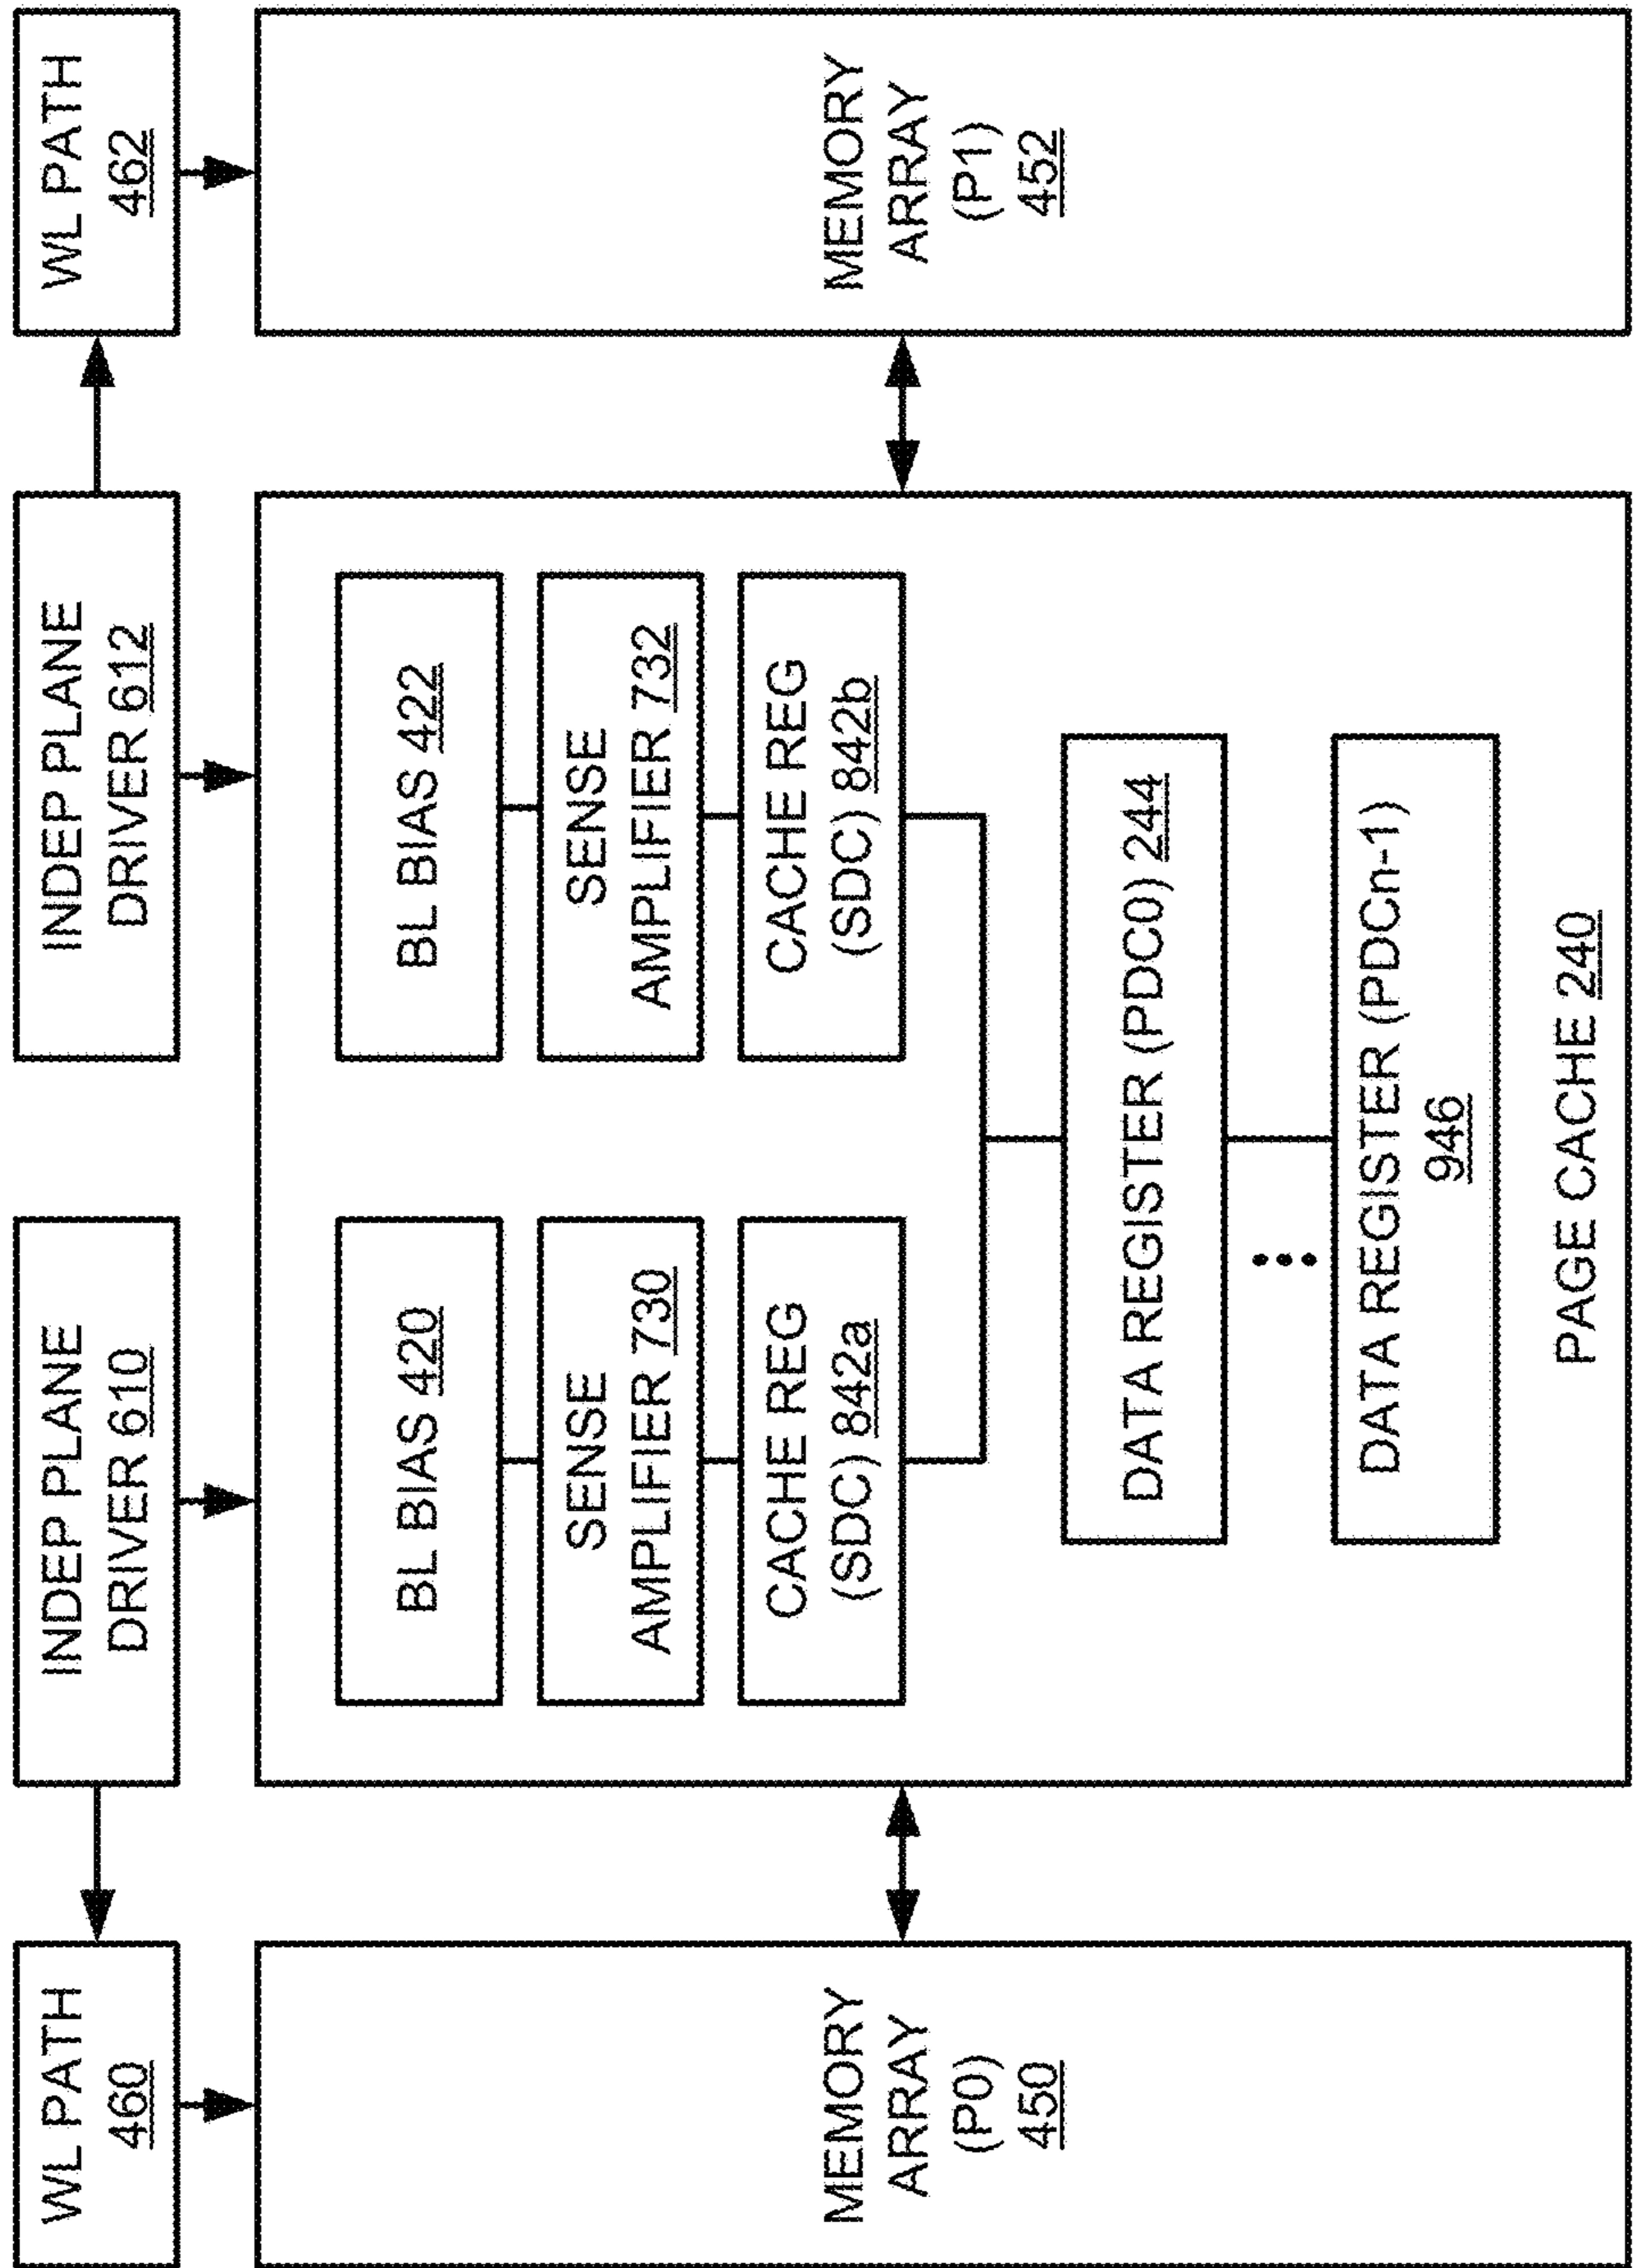 WL PATH
460
INDEP PLANE
DRIVER 610
INDEP PLANE
DRIVER 612
WL PATH
462
MEMORY
ARRAY
(P0)
450
BL BIAS 420
SENSE
AMPLIFIER 730
CACHE REG
(SDC) 842a
BL BIAS 422
SENSE
AMPLIFIER 732
CACHE REG
(SDC) 842b
DATA REGISTER (PDC0) 244
DATA REGISTER (PDCn-1)
946
PAGE CACHE 240
MEMORY
ARRAY
(P1)
452